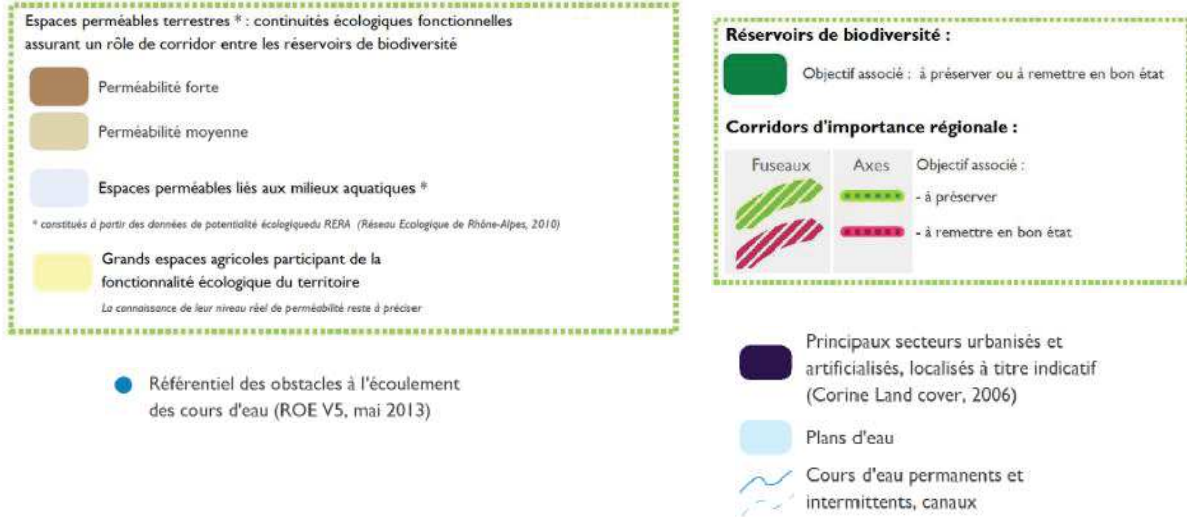 Espaces perméables terrestres * : continuités écologiques fonctionnelles
assurant un rôle de corridor entre les réservoirs de biodiversité
Perméabilité forte
Perméabilité moyenne
Espaces perméables liés aux milieux aquatiques *
* constitués à partir des données de potentialité écologiquedu RERA (Réseau Ecologique de Rhône-Alpes, 2010)
Grands espaces agricoles participant de la
fonctionnalité écologique du territoire
La connaissance de leur niveau réel de perméabilité reste à préciser
Référentiel des obstacles à l'écoulement
des cours d'eau (ROE V5, mai 2013)
Réservoirs de biodiversité :
Objectif associé : à préserver ou à remettre en bon état
Corridors d'importance régionale :
Fuseaux Axes Objectif associé :
- à préserver
- à remettre en bon état
Principaux secteurs urbanisés et
artificialisés, localisés à titre indicatif
(Corine Land cover, 2006)
Plans d'eau
Cours d'eau permanents et
intermittents, canaux